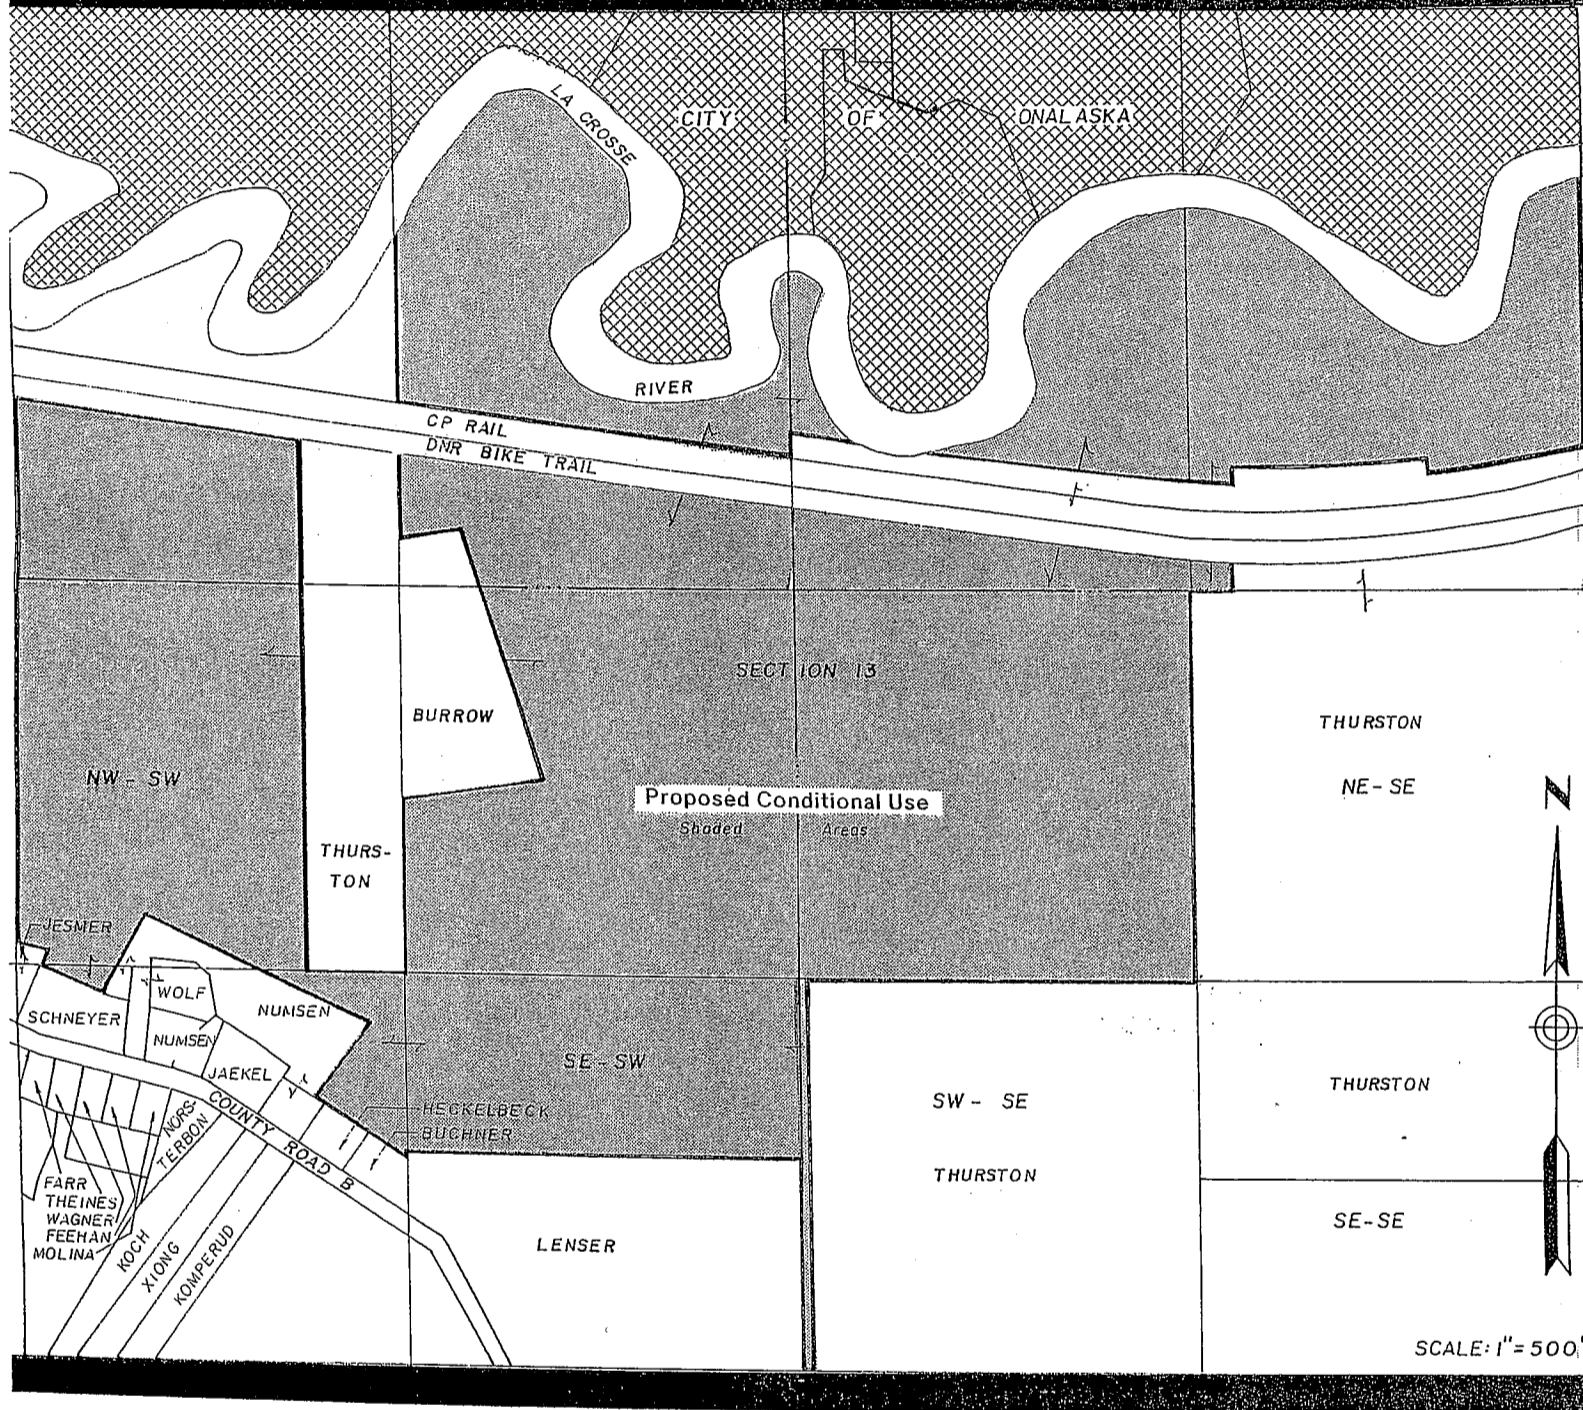 LA CROSSE
CITY OF ONALASKA
RIVER
CP RAIL
DNR BIKE TRAIL
SECTION 13
BURROW
THURSTON
NW - SW
NE - SE
Proposed Conditional Use
Shaded Areas
N
THURS-
TON
JESMER
WOLF
NUMSEN
SCHNEYER
NUMSEN
JAEKEL
SE - SW
THURSTON
SW - SE
HECKELBECK
COUNTY ROAD B
NORS-
TERBON
BUCHNER
THURSTON
FARR
THEINES
WAGNER
FEEHAN
MOLINA
KOCH
XIONG
KOMPERUD
LENSER
SE-SE
SCALE: 1" = 500'